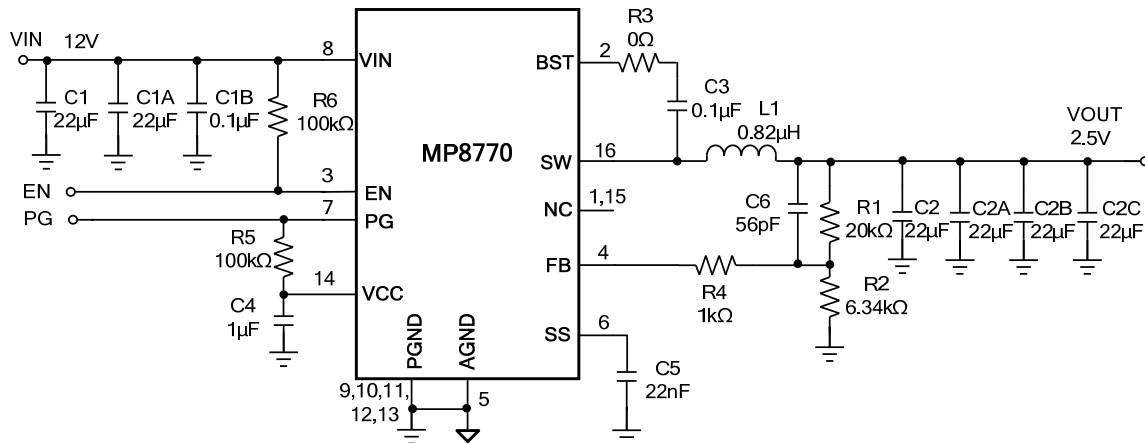 VIN
12V
C1
22µF
C1A
22µF
C1B
0.1µF
R6
100kΩ
EN
PG
R5
100kΩ
C4
1µF
8
3
7
14
VIN
EN
PG
VCC
MP8770
BST
SW
NC
FB
SS
PGND
AGND
9,10,11,
12,13
5
2
16
1,15
4
6
R3
0Ω
C3
0.1µF
L1
0.82µH
C6
56pF
R1
20kΩ
R4
1kΩ
R2
6.34kΩ
C5
22nF
C2
22µF
C2A
22µF
C2B
22µF
C2C
22µF
VOUT
2.5V